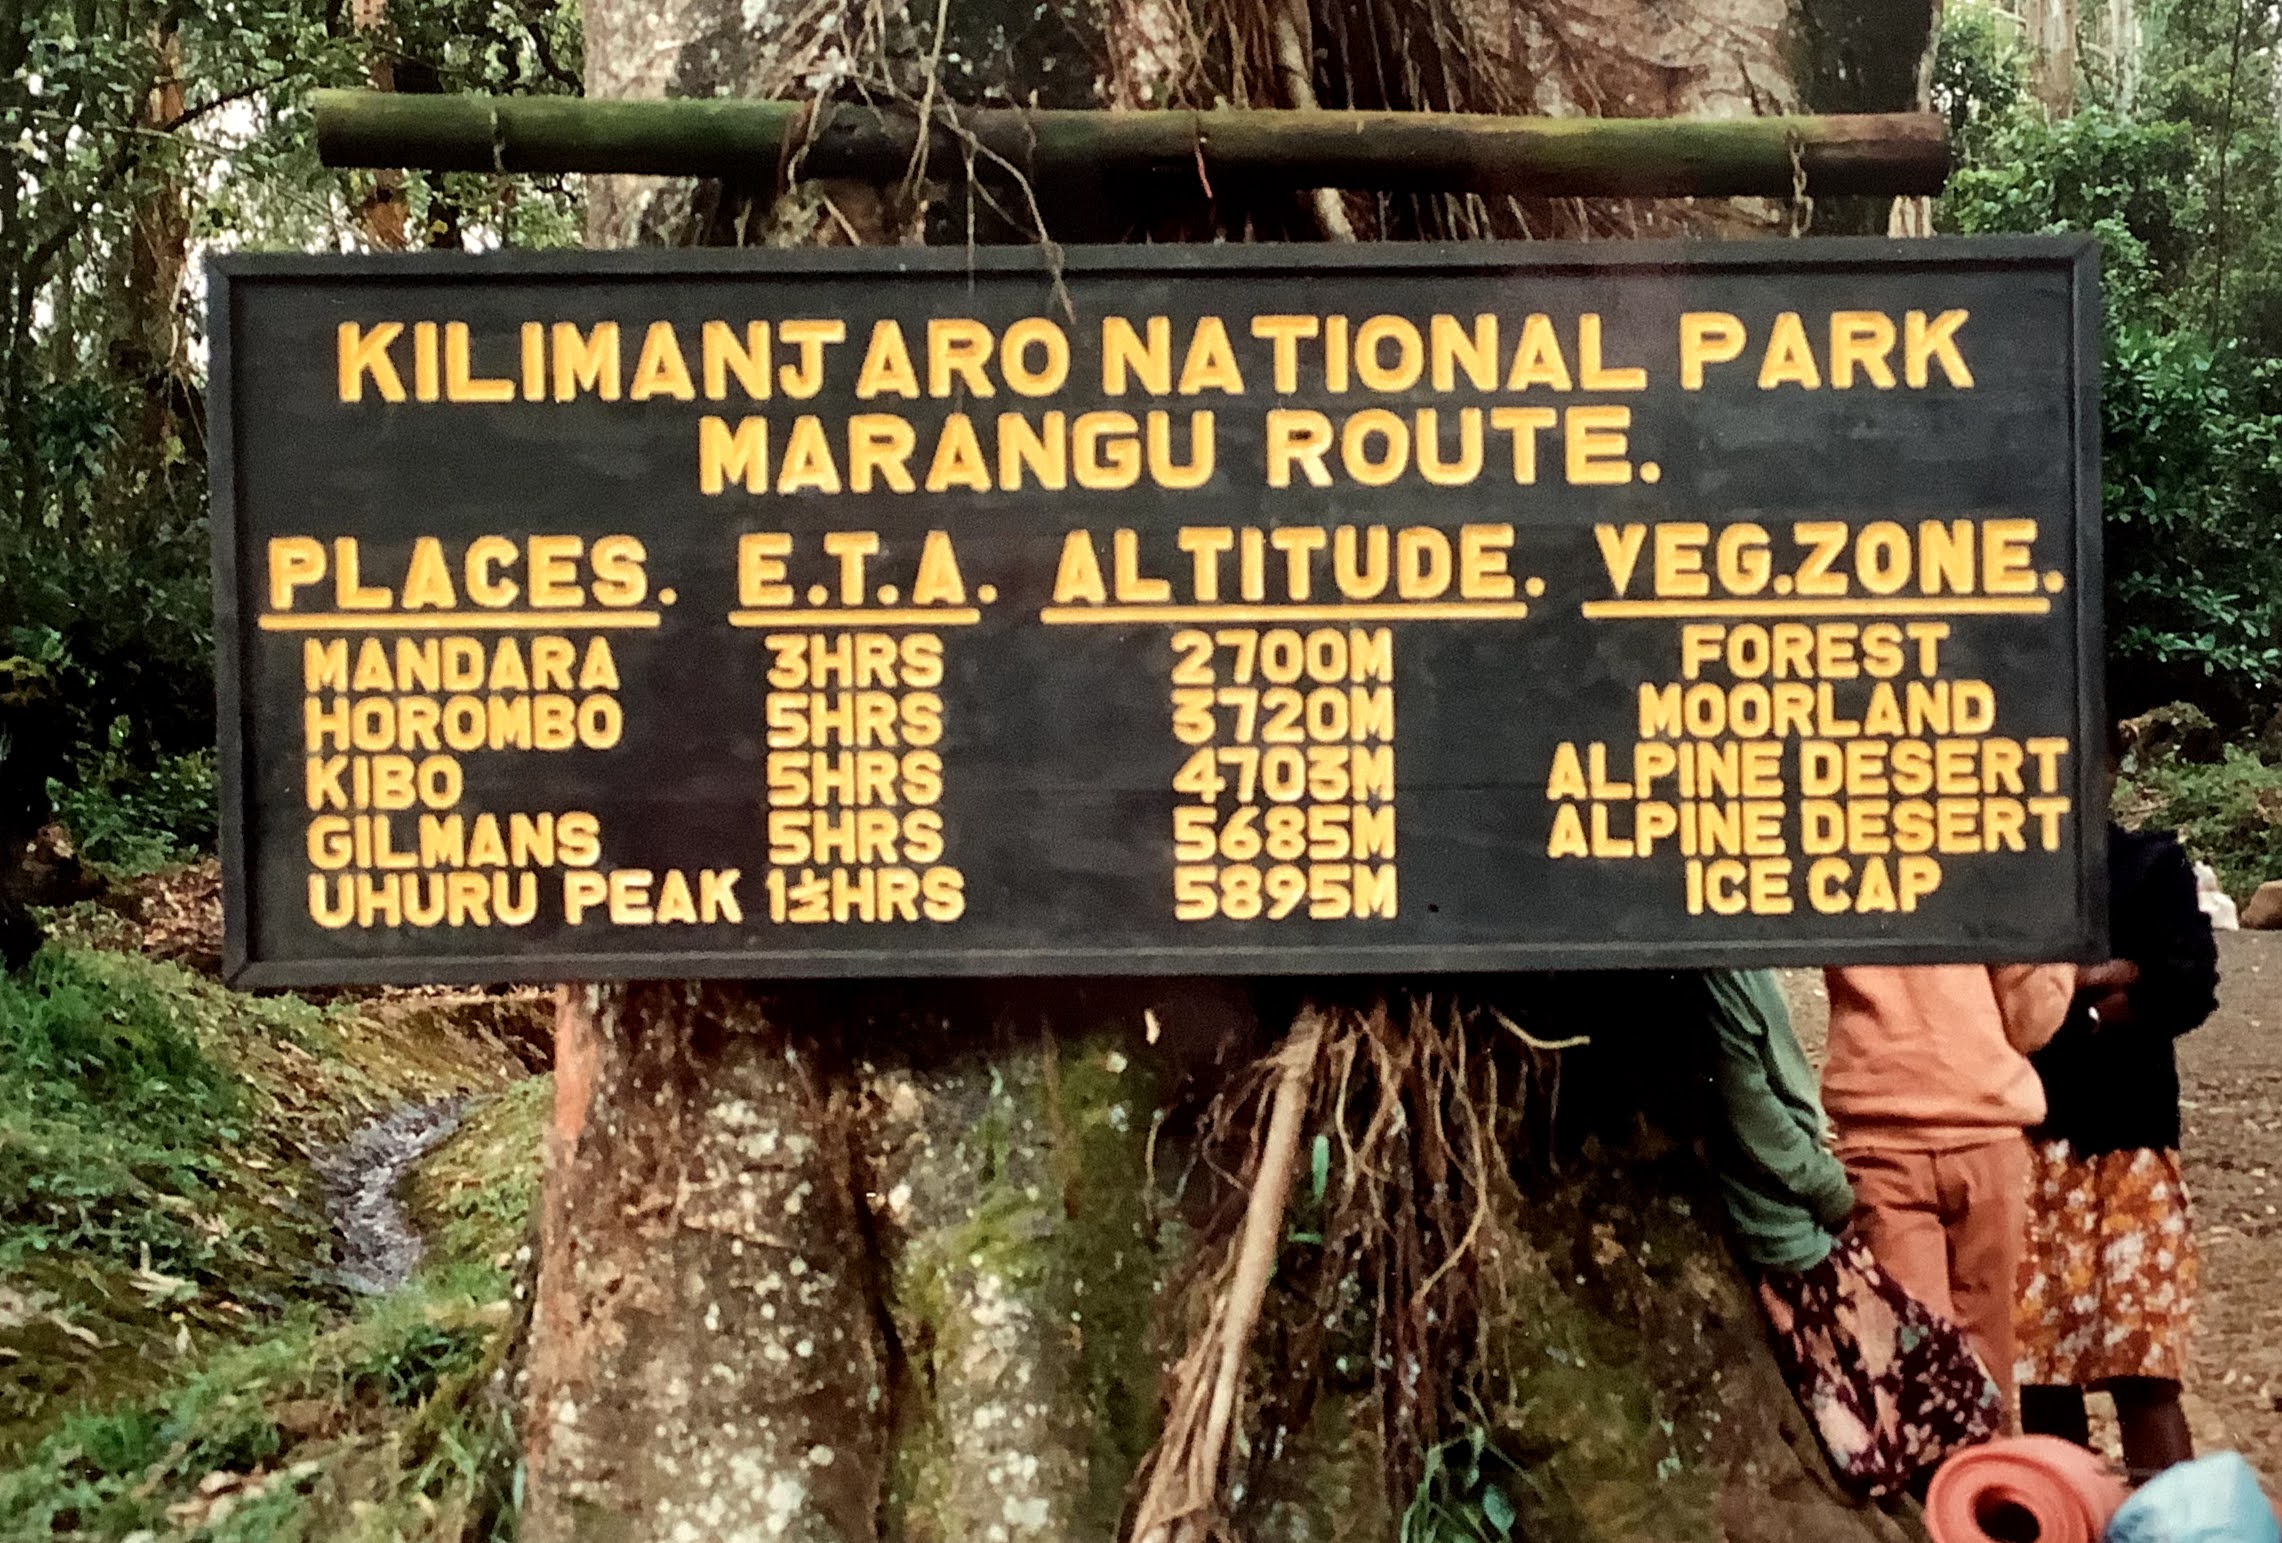 KILIMANJARO NATIONAL PARK
MARANGU ROUTE.
PLACES. E.T.A. ALTITUDE. VEG.ZONE.
MANDARA 3HRS 2700M FOREST
HOROMBO 5HRS 3720M MOORLAND
KIBO 5HRS 4703M ALPINE DESERT
GILMANS 5HRS 5685M ALPINE DESERT
UHURU PEAK 1½HRS 5895M ICE CAP